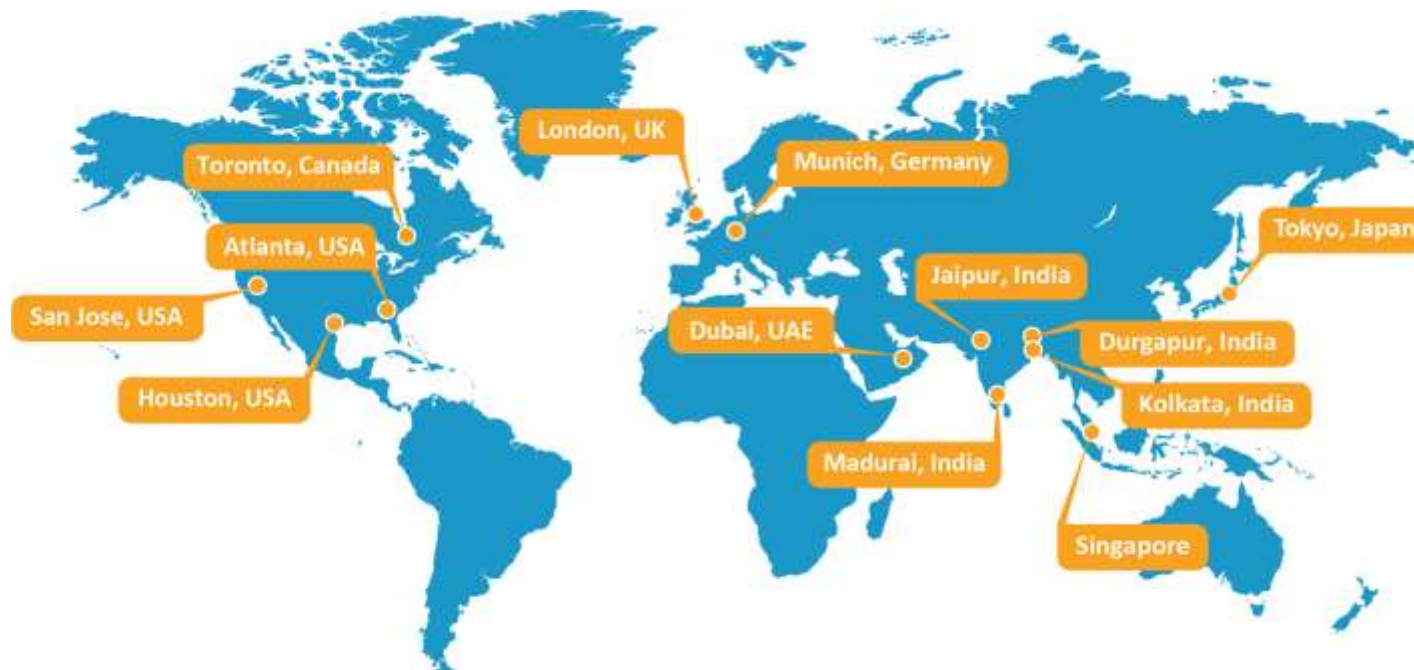 London, UK
Toronto, Canada
Munich, Germany
Atlanta, USA
Tokyo, Japan
Jaipur, India
San Jose, USA
Dubai, UAE
Durgapur, India
Houston, USA
Kolkata, India
Madurai, India
Singapore